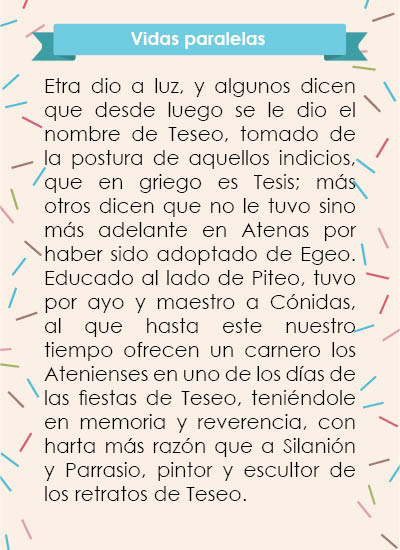 Vidas paralelas
Etra dio a luz, y algunos dicen
que desde luego se le dio el
nombre de Teseo, tomado de
la postura de aquellos indicios,
que en griego es Tesis; más
otros dicen que no le tuvo sino
más adelante en Atenas por
haber sido adoptado de Egeo.
Educado al lado de Piteo, tuvo
por ayo y maestro a Cónidas,
al que hasta este nuestro
tiempo ofrecen un carnero los
Atenienses en uno de los días de
las fiestas de Teseo, teniéndole
en memoria y reverencia, con
harta más razón que a Silanión
y Parrasio, pintor y escultor de
los retratos de Teseo.